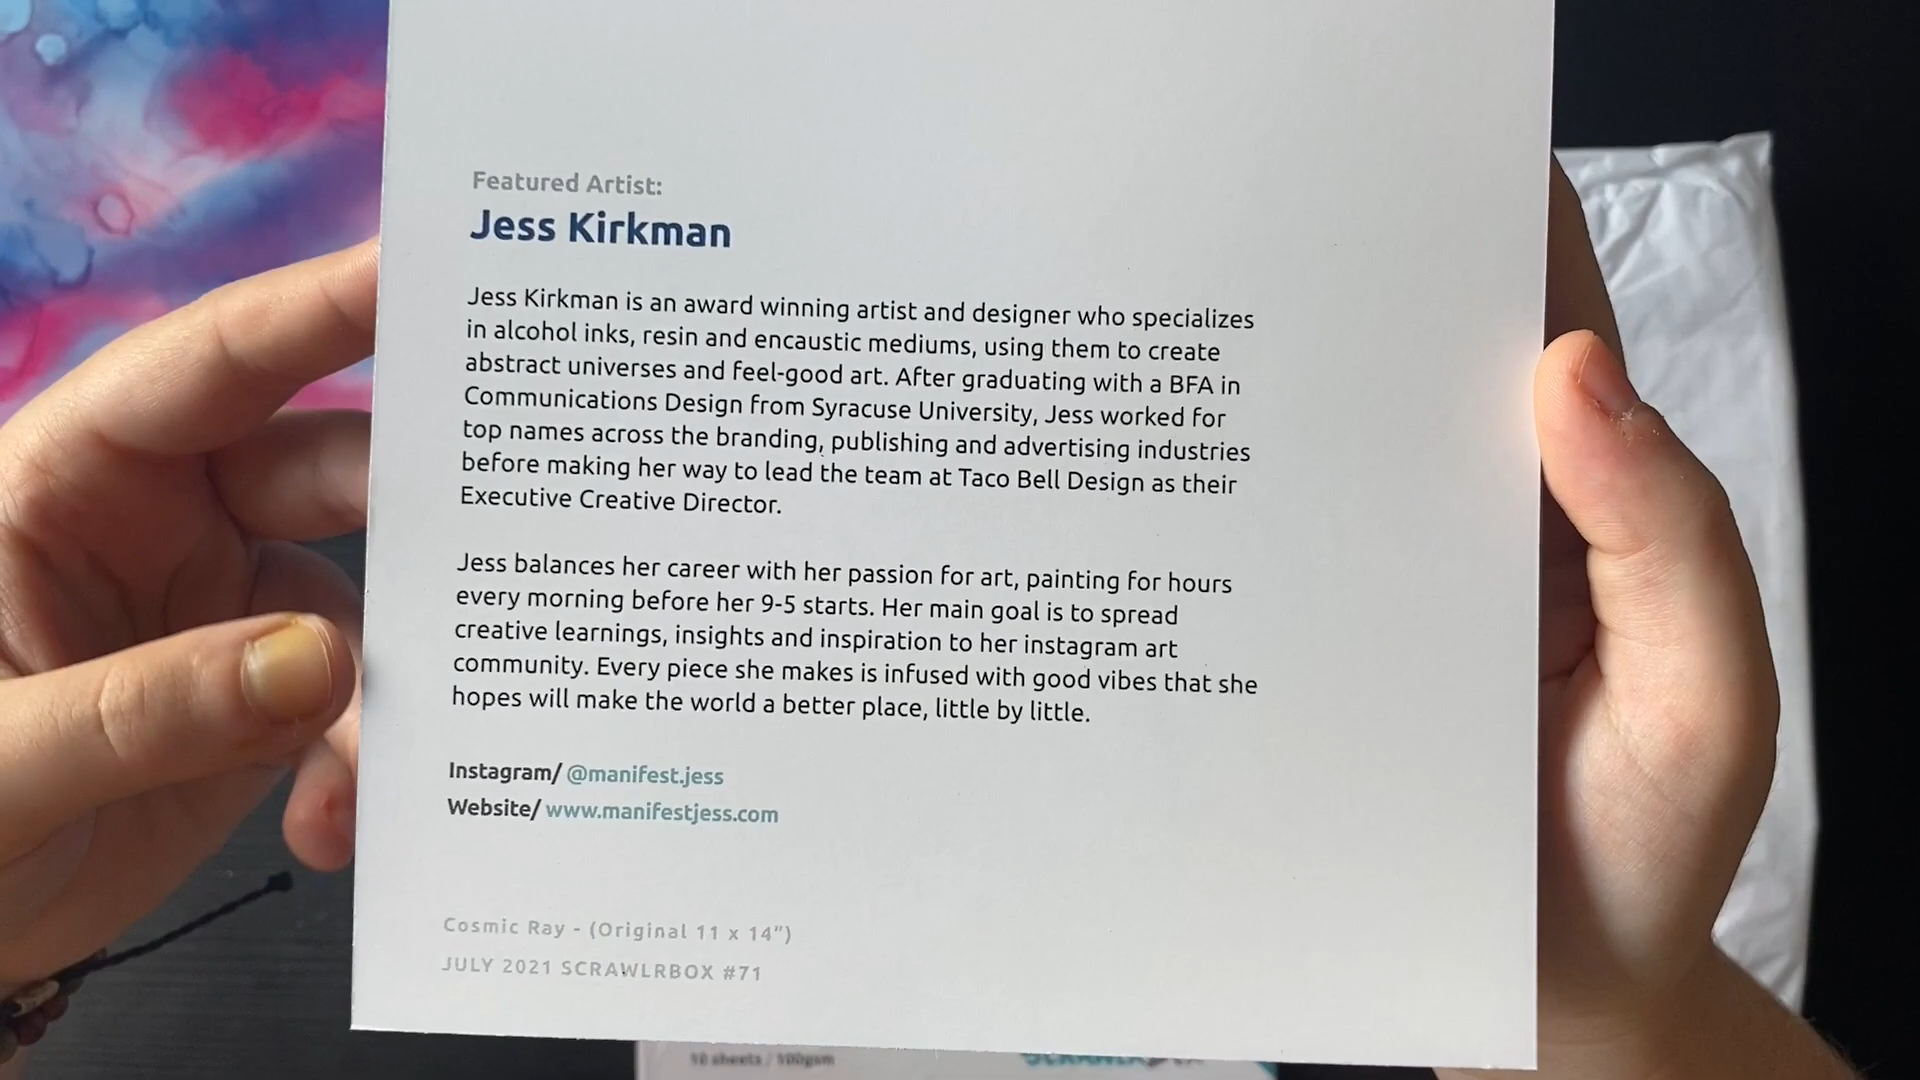 Featured Artist:
Jess Kirkman
Jess Kirkman is an award winning artist and designer who specializes
in alcohol inks, resin and encaustic mediums, using them to create
abstract universes and feel-good art. After graduating with a BFA in
Communications Design from Syracuse University, Jess worked for
top names across the branding, publishing and advertising industries
before making her way to lead the team at Taco Bell Design as their
Executive Creative Director.
Jess balances her career with her passion for art, painting for hours
every morning before her 9-5 starts. Her main goal is to spread
creative learnings, insights and inspiration to her instagram art
community. Every piece she makes is infused with good vibes that she
hopes will make the world a better place, little by little.
Instagram/ @manifest.jess
Website/ www.manifestjess.com
Cosmic Ray - (Original 11 x 14")
JULY 2021 SCRAWLRBOX #71
10 sheets / 100gsm